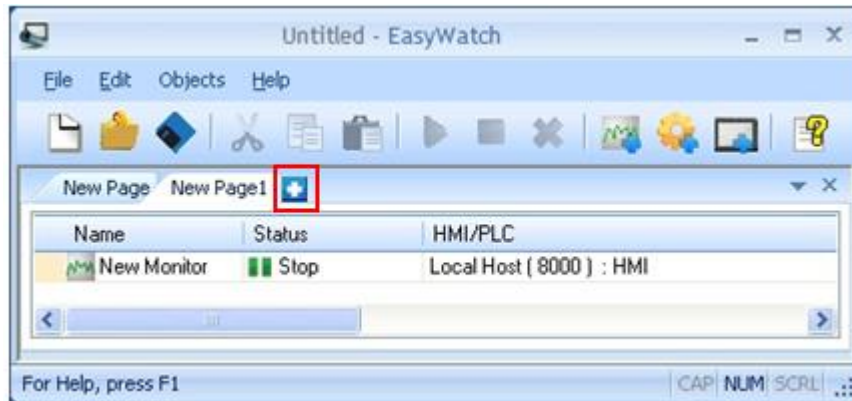 Untitled - EasyWatch
File Edit Objects Help
New Page New Page1
Name Status HMI/PLC
New Monitor Stop Local Host ( 8000 ) : HMI
For Help, press F1 CAP NUM SCRL